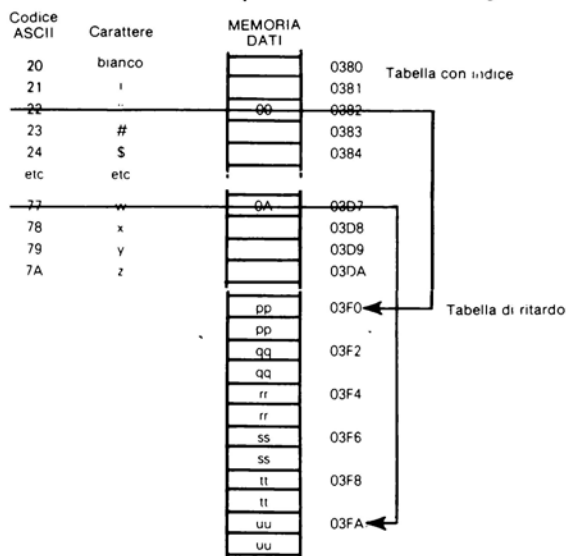 Codice ASCII Carattere MEMORIA DATI
20 bianco 0380 Tabella con indice
21 ! 0381
22 " 00 0382
23 # 0383
24 $ 0384
etc etc
77 w 0A 03D7
78 x 03D8
79 y 03D9
7A z 03DA
pp 03F0 Tabella di ritardo
pp
qq 03F2
qq
rr 03F4
rr
ss 03F6
ss
tt 03F8
tt
uu 03FA
uu